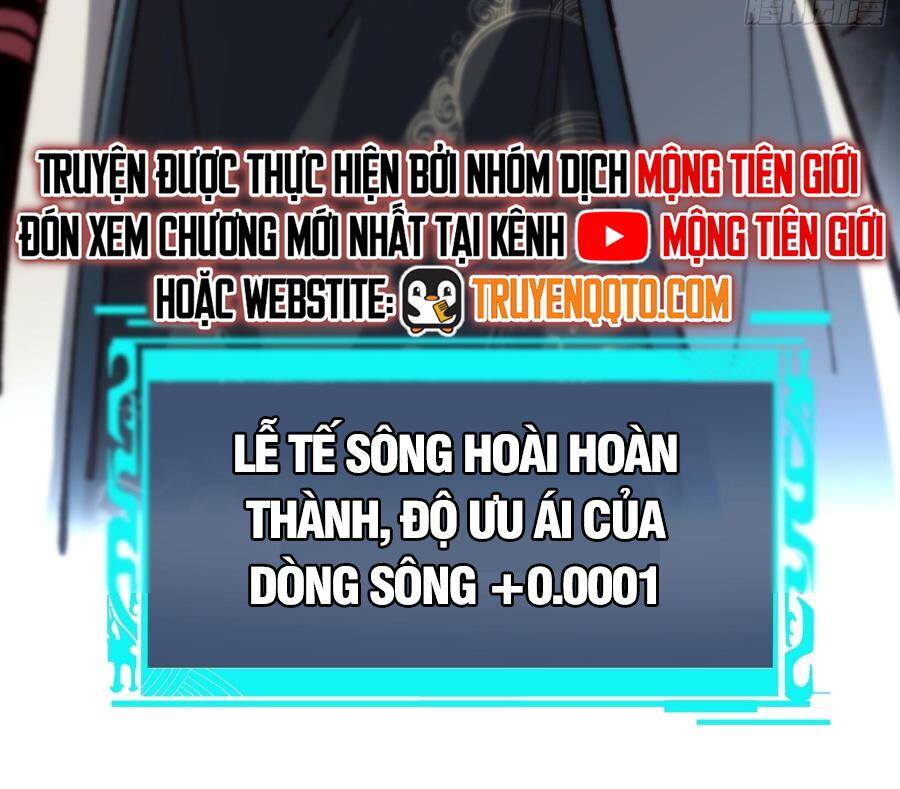 TRUYỆN ĐƯỢC THỰC HIỆN BỞI NHÓM DỊCH MỘNG TIÊN GIỚI
ĐÓN XEM CHƯƠNG MỚI NHẤT TẠI KÊNH MỘNG TIÊN GIỚI
HOẶC WEBSTITE: TRUYENQQTO.COM
LỄ TẾ SÔNG HOÀI HOÀN
THÀNH, ĐỘ ƯU ÁI CỦA
DÒNG SÔNG +0.0001